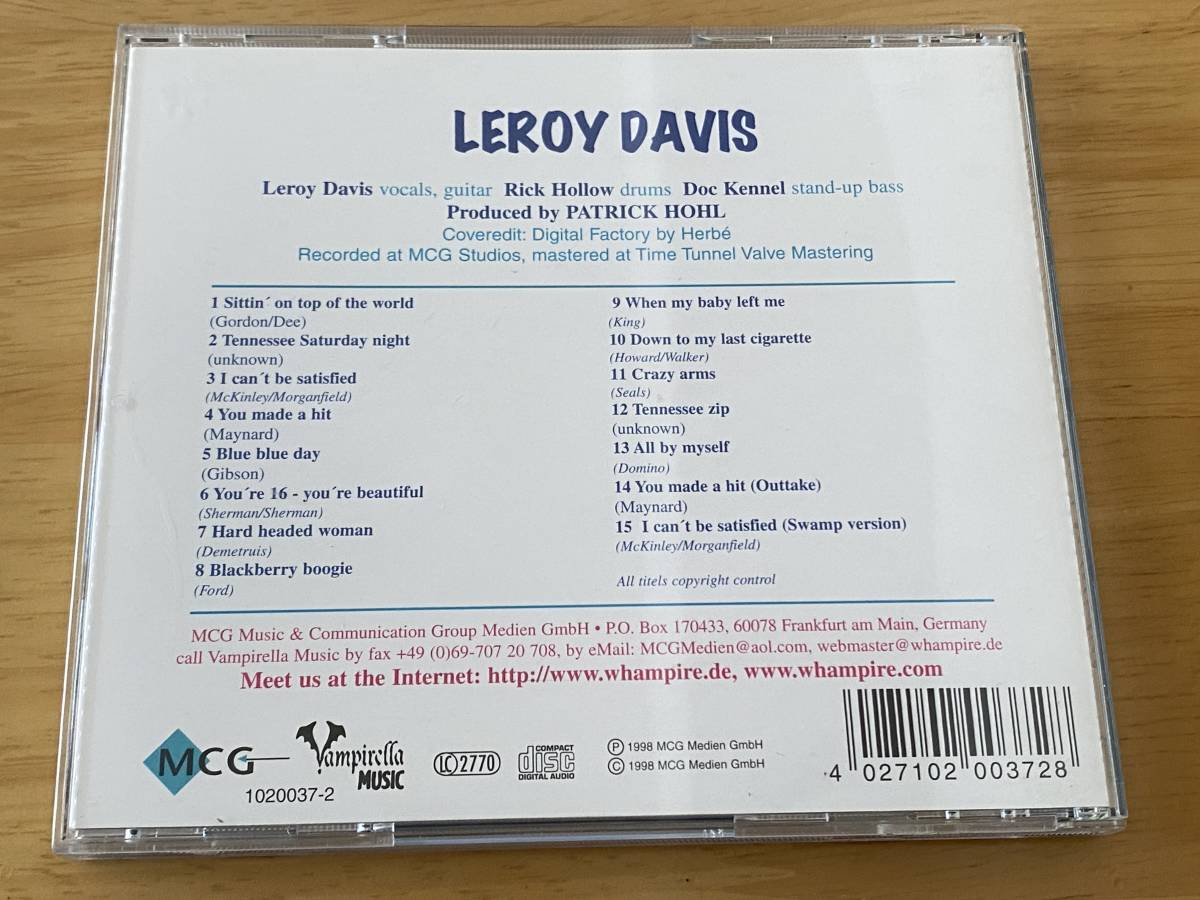 LEROY DAVIS
Leroy Davis vocals, guitar Rick Hollow drums Doc Kennel stand-up bass
Produced by PATRICK HOHL
Coveredit: Digital Factory by Herbé
Recorded at MCG Studios, mastered at Time Tunnel Valve Mastering
1 Sittin´ on top of the world
(Gordon/Dee)
2 Tennessee Saturday night
(unknown)
3 I can´t be satisfied
(McKinley/Morganfield)
4 You made a hit
(Maynard)
5 Blue blue day
(Gibson)
6 You´re 16 - you´re beautiful
(Sherman/Sherman)
7 Hard headed woman
(Demetruis)
8 Blackberry boogie
(Ford)
9 When my baby left me
(King)
10 Down to my last cigarette
(Howard/Walker)
11 Crazy arms
(Seals)
12 Tennessee zip
(unknown)
13 All by myself
(Domino)
14 You made a hit (Outtake)
(Maynard)
15 I can´t be satisfied (Swamp version)
(McKinley/Morganfield)
All titels copyright control
MCG Music & Communication Group Medien GmbH • P.O. Box 170433, 60078 Frankfurt am Main, Germany
call Vampirella Music by fax +49 (0)69-707 20 708, by eMail: MCGMedien@aol.com, webmaster@whampire.de
Meet us at the Internet: http://www.whampire.de, www.whampire.com
MCG
1020037-2
Vampirella
MUSIC
LC 2770
COMPACT
disc
DIGITAL AUDIO
℗ 1998 MCG Medien GmbH
© 1998 MCG Medien GmbH
4 027102 003728